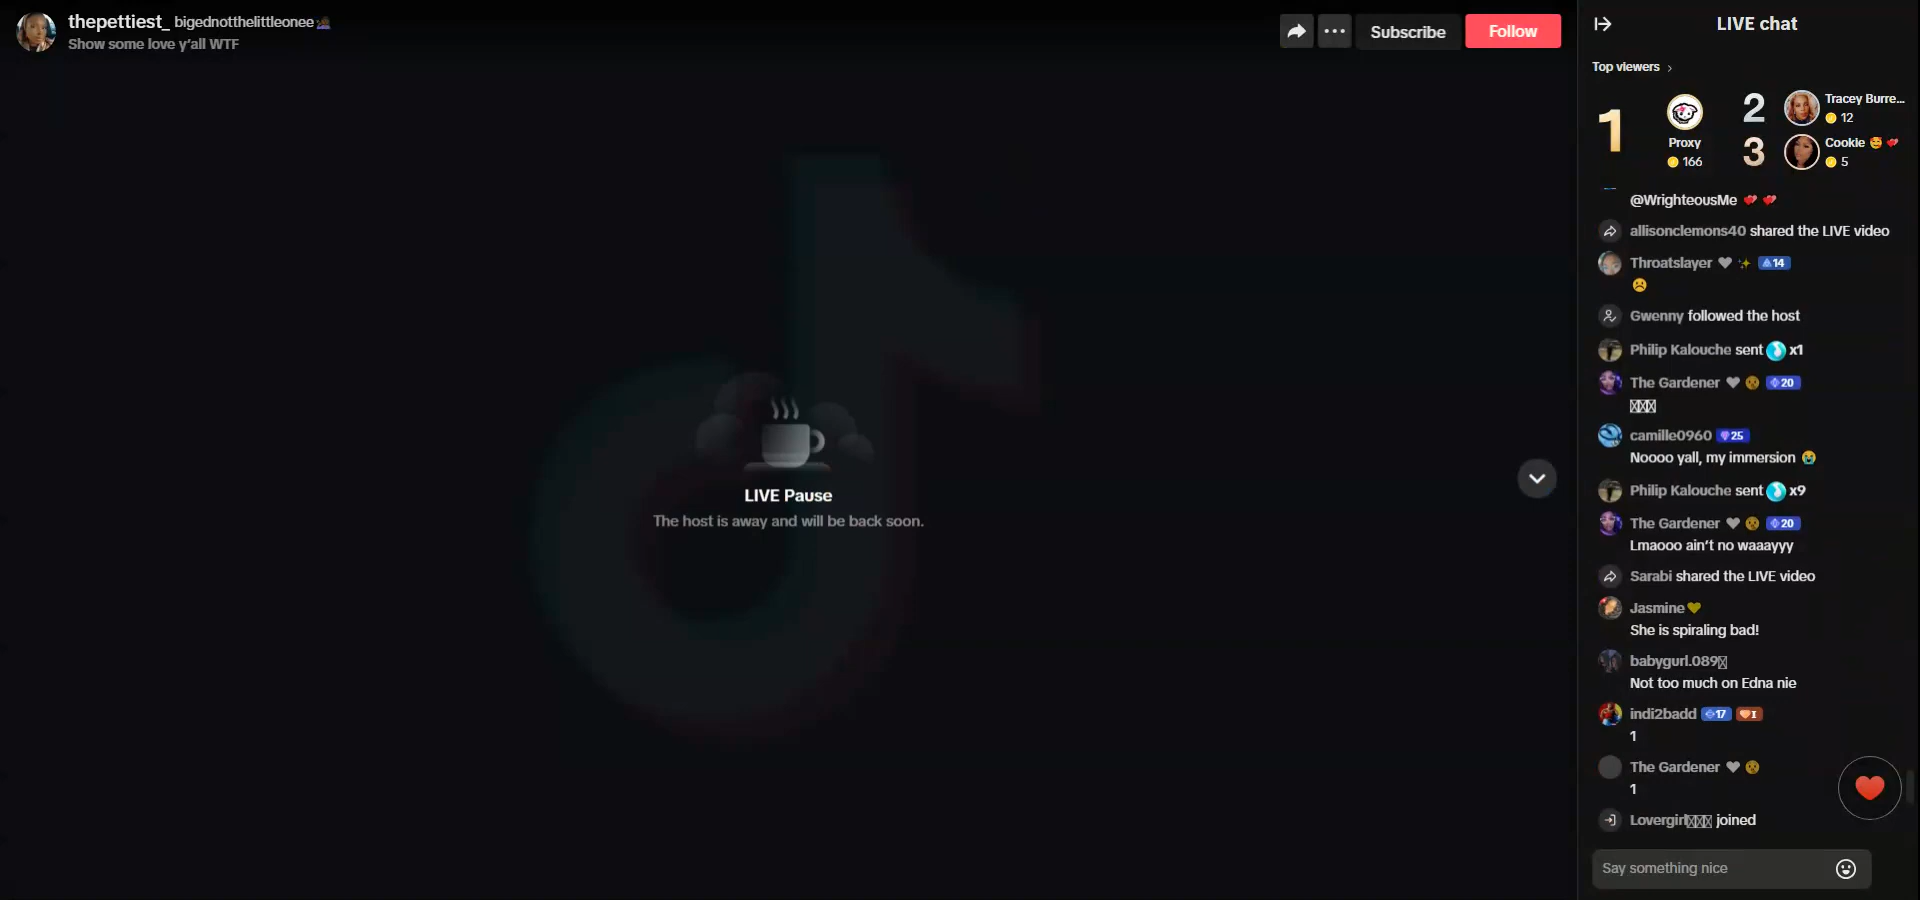 thepettiest_ bigednotthelittleonee
Show some love y'all WTF
Subscribe
Follow
LIVE Pause
The host is away and will be back soon.
LIVE chat
Top viewers
1
Proxy
166
2
Tracey Burre...
12
3
Cookie 🥰 💕
5
@WrighteousMe 💕 💕
allisonclemons40 shared the LIVE video
Throatslayer 🩶 ✨ 14
☹️
Gwenny followed the host
Philip Kalouche sent x1
The Gardener 🩶 20
camille0960 25
Noooo yall, my immersion 😭
Philip Kalouche sent x9
The Gardener 🩶 20
Lmaooo ain't no waaayyy
Sarabi shared the LIVE video
Jasmine💛
She is spiraling bad!
babygurl.089
Not too much on Edna nie
indi2badd 17 I
1
The Gardener 🩶
1
Lovergirl joined
Say something nice